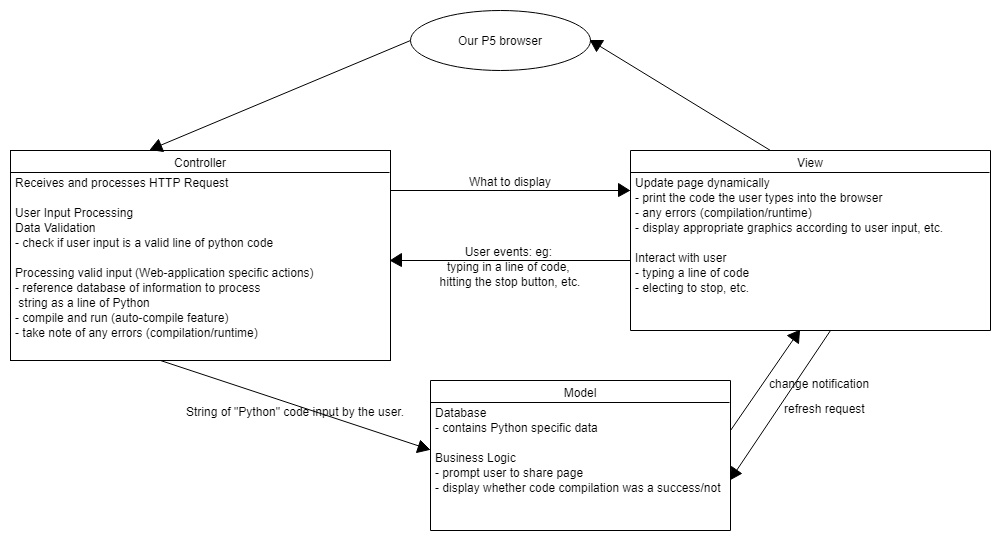 Our P5 browser
Controller
Receives and processes HTTP Request
User Input Processing
Data Validation
- check if user input is a valid line of python code
Processing valid input (Web-application specific actions)
- reference database of information to process
string as a line of Python
- compile and run (auto-compile feature)
- take note of any errors (compilation/runtime)
What to display
User events: eg:
typing in a line of code,
hitting the stop button, etc.
View
Update page dynamically
- print the code the user types into the browser
- any errors (compilation/runtime)
- display appropriate graphics according to user input, etc.
Interact with user
- typing a line of code
- electing to stop, etc.
String of "Python" code input by the user.
Model
Database
- contains Python specific data
Business Logic
- prompt user to share page
- display whether code compilation was a success/not
change notification
refresh request